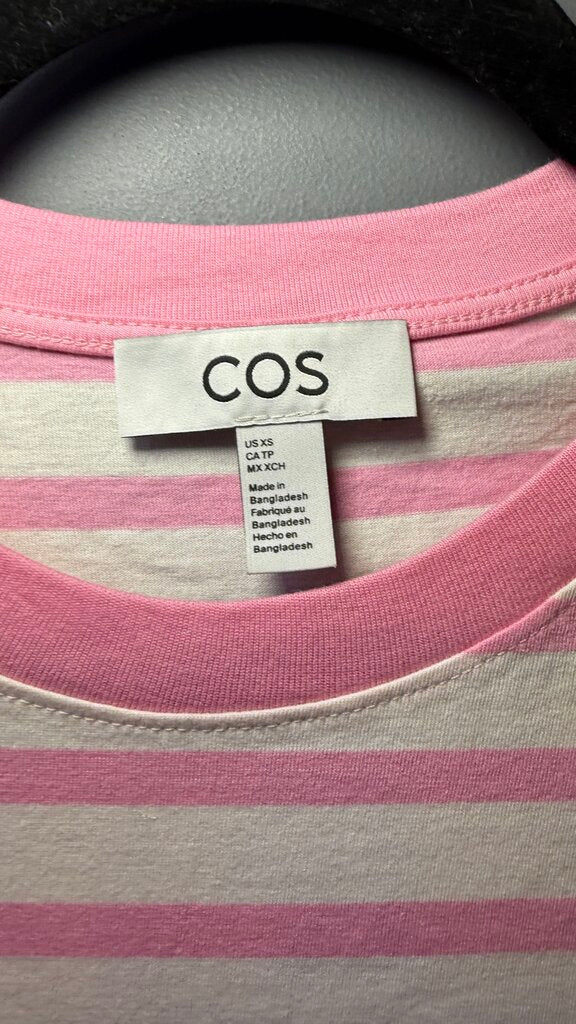 COS
US XS
CA TP
MX XCH
Made in
Bangladesh
Fabriqué au
Bangladesh
Hecho en
Bangladesh